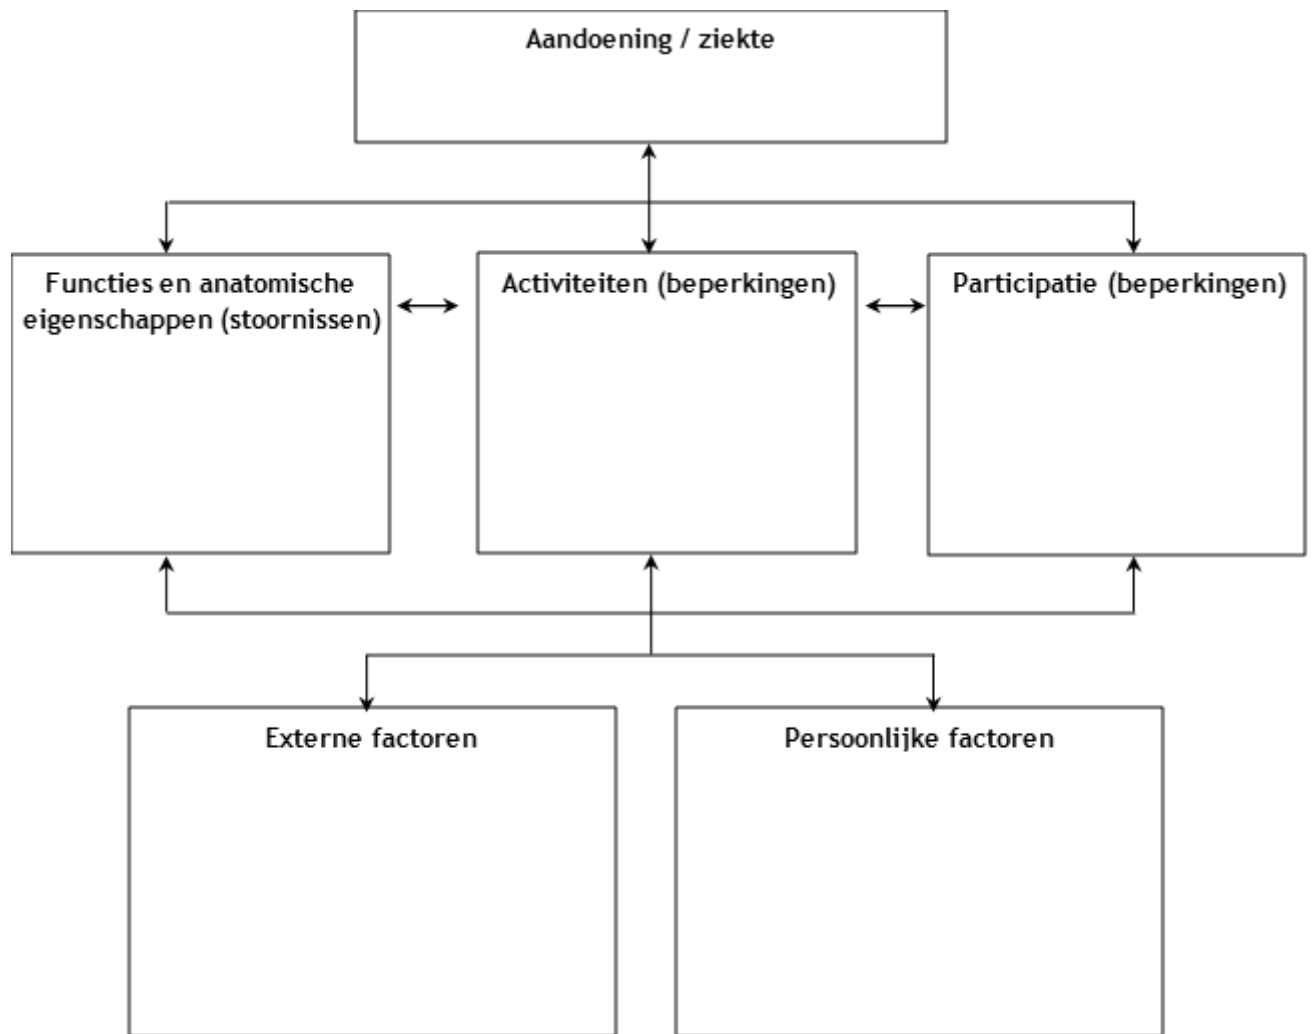 Aandoening / ziekte
Functies en anatomische
eigenschappen (stoornissen)
Activiteiten (beperkingen)
Participatie (beperkingen)
Externe factoren
Persoonlijke factoren